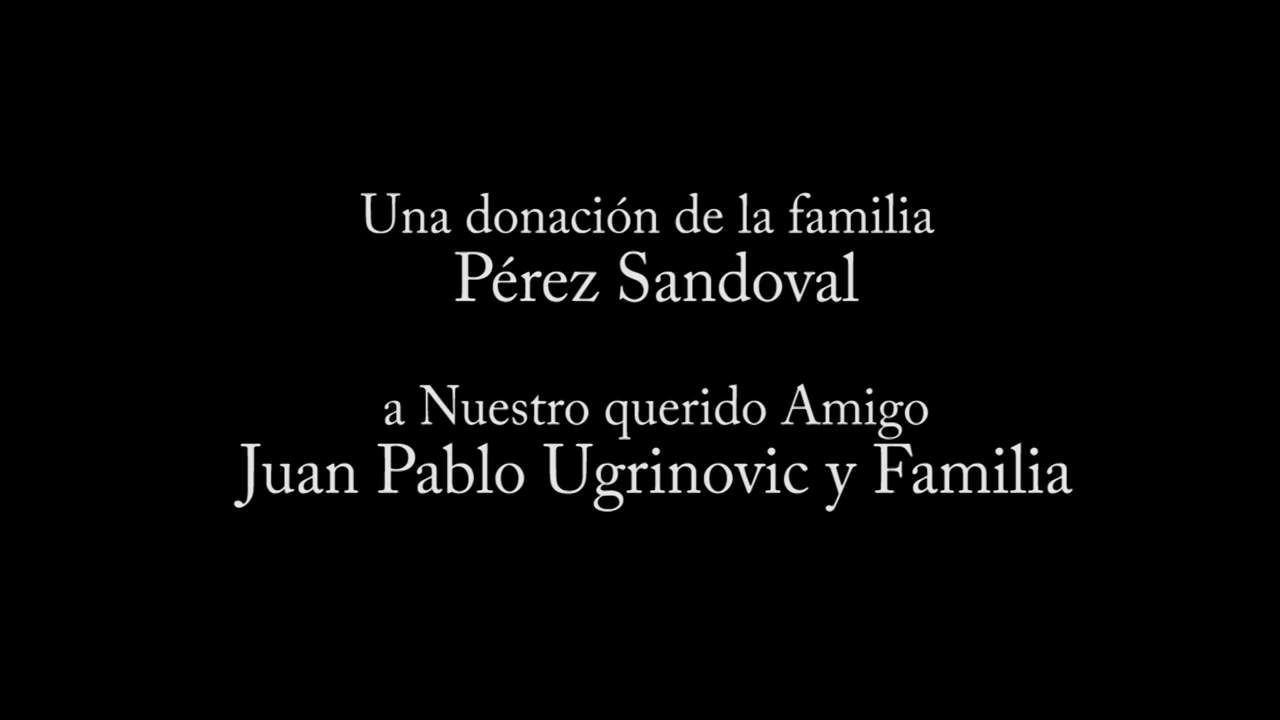 Una donación de la familia
Pérez Sandoval
a Nuestro querido Amigo
Juan Pablo Ugrinovic y Familia